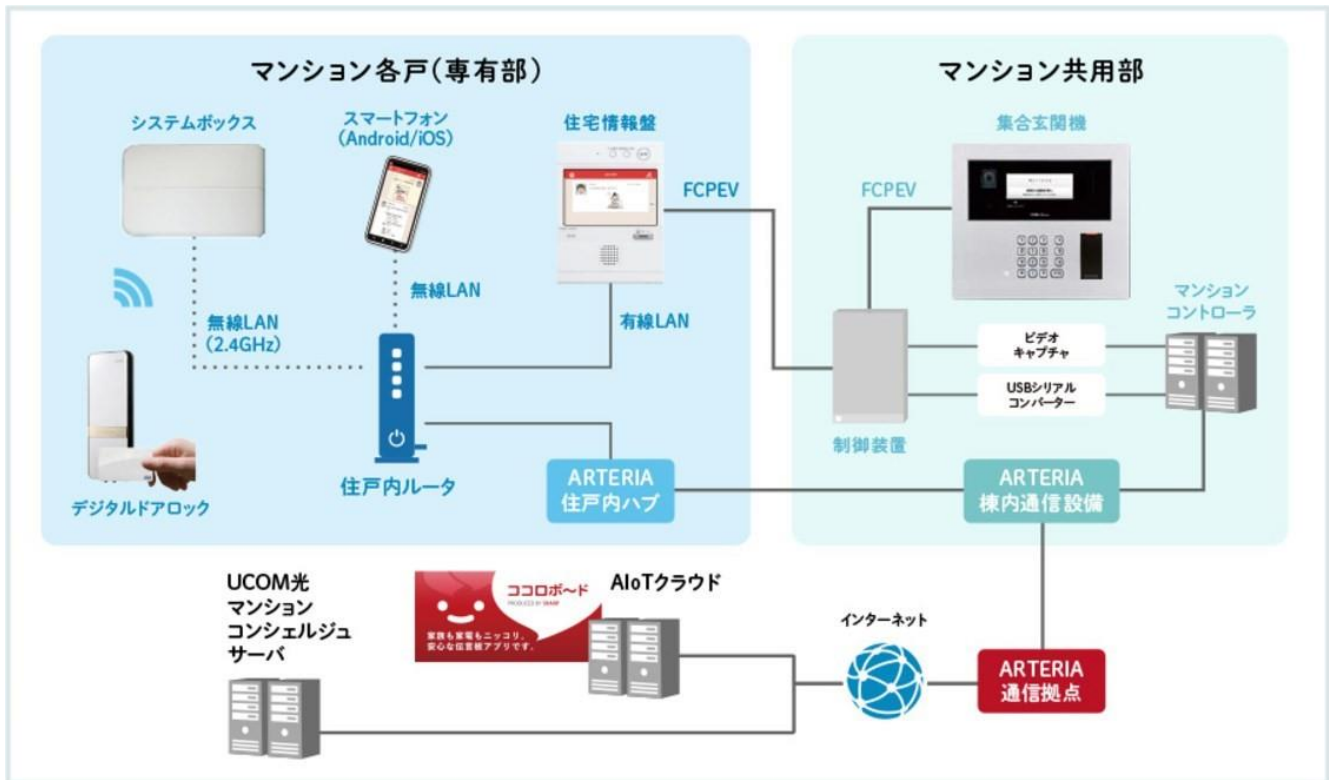 マンション各戸(専有部)
システムボックス
スマートフォン
(Android/iOS)
住宅情報盤
FCPEV
無線LAN
無線LAN
(2.4GHz)
有線LAN
デジタルドアロック
住戸内ルータ
ARTERIA
住戸内ハブ
マンション共用部
集合玄関機
FCPEV
マンション
コントローラ
ビデオ
キャプチャ
USBシリアル
コンバーター
制御装置
ARTERIA
棟内通信設備
UCOM光
マンション
コンシェルジュ
サーバ
ココロボ〜ド
PRODUCED BY SHARP
家族も家電もニッコリ。
安心な伝言板アプリです。
AIoTクラウド
インターネット
ARTERIA
通信拠点